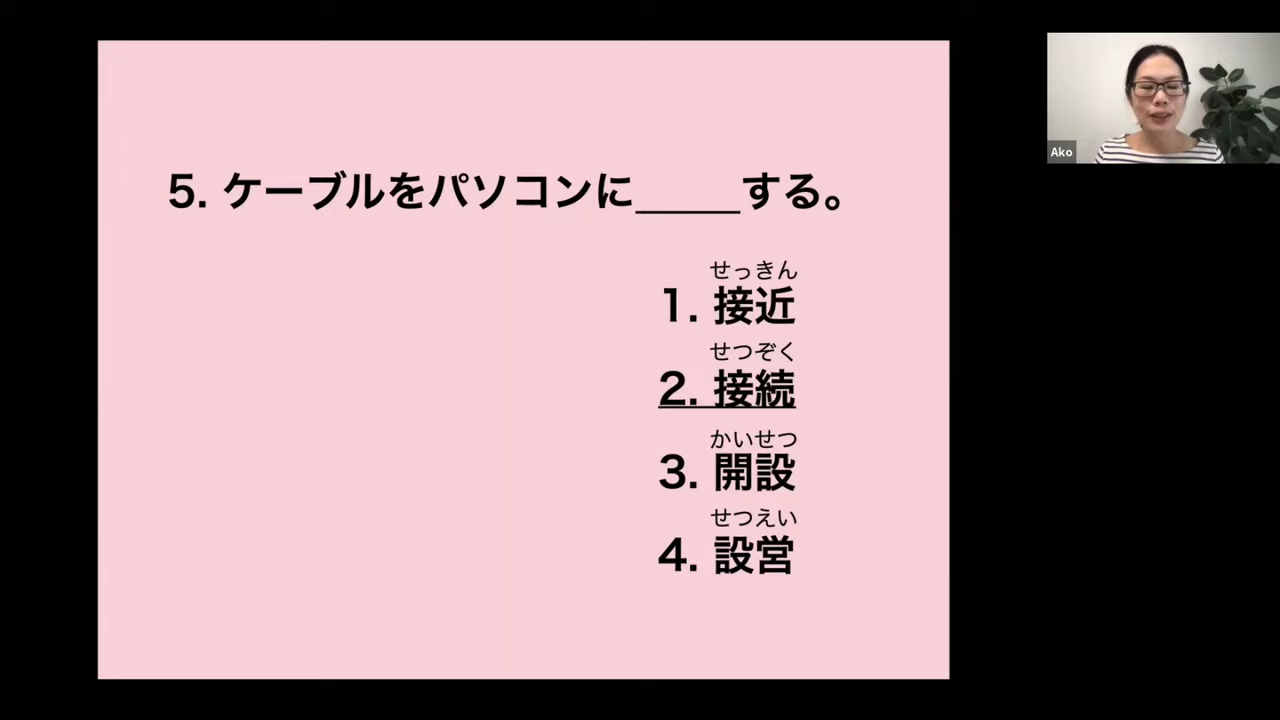 5. ケーブルをパソコンに_____する。
せっきん
1. 接近
せつぞく
2. 接続
かいせつ
3. 開設
せつえい
4. 設営
Ako